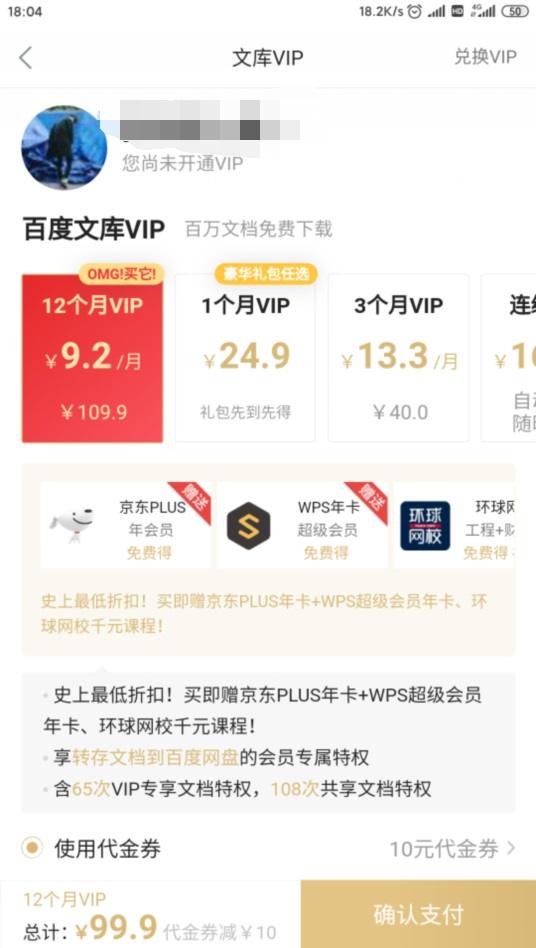 18:04
18.2K/s HD 4G 50
文库VIP
兑换VIP
您尚未开通VIP
百度文库VIP 百万文档免费下载
OMG!买它!
豪华礼包任选
12个月VIP
¥9.2/月
¥109.9
1个月VIP
¥24.9
礼包先到先得
3个月VIP
¥13.3/月
¥40.0
赠送
京东PLUS
年会员
免费得
赠送
WPS年卡
超级会员
免费得
环球
网校
环球网
工程+财
免费得
史上最低折扣!买即赠京东PLUS年卡+WPS超级会员年卡、环
球网校千元课程!
·史上最低折扣!买即赠京东PLUS年卡+WPS超级会员
年卡、环球网校千元课程!
·享转存文档到百度网盘的会员专属特权
·含65次VIP专享文档特权，108次共享文档特权
使用代金券
10元代金券 >
12个月VIP
总计: ¥99.9 代金券减¥10
确认支付